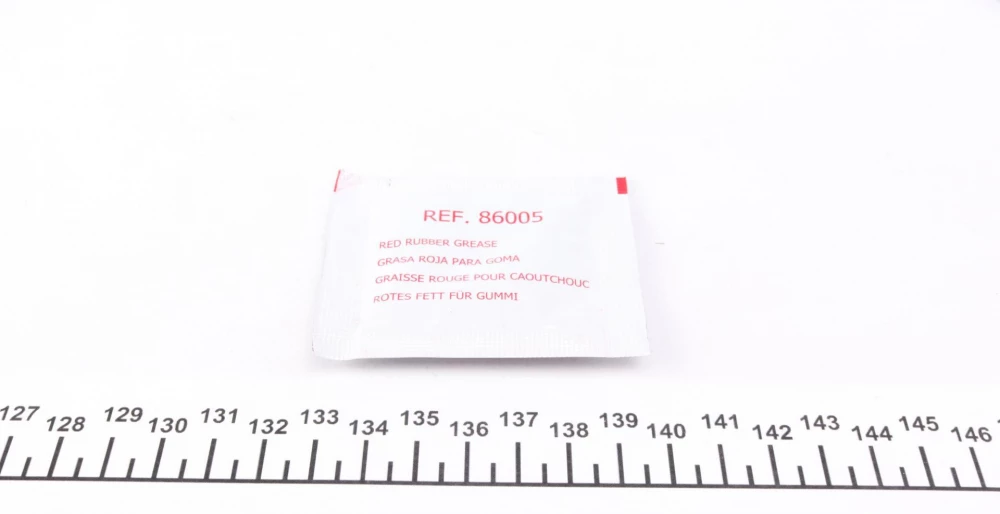 REF. 86005
RED RUBBER GREASE
GRASA ROJA PARA GOMA
GRAISSE ROUGE POUR CAOUTCHOUC
ROTES FETT FÜR GUMMI
127 128 129 130 131 132 133 134 135 136 137 138 139 140 141 142 143 144 145 146